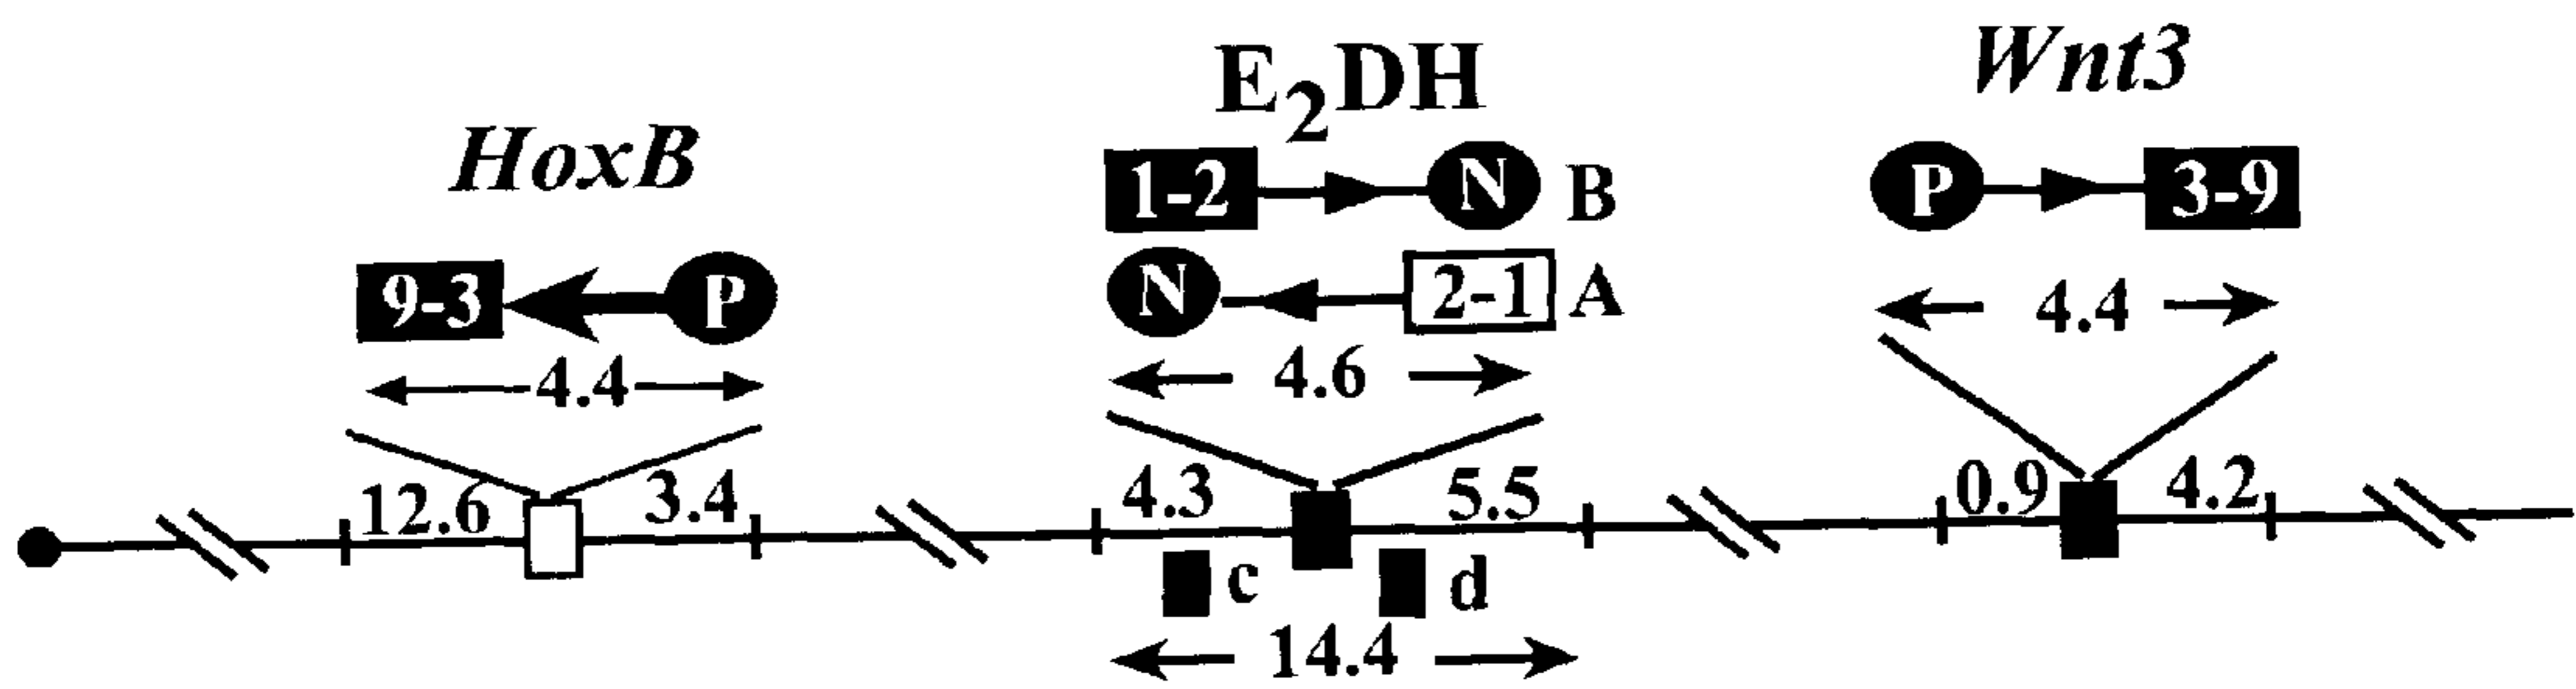 HoxB
9-3 P
4.4
12.6 3.4
E2DH
1-2 N B
N 2-1 A
4.6
4.3 5.5
c d
14.4
Wnt3
P 3-9
4.4
0.9 4.2